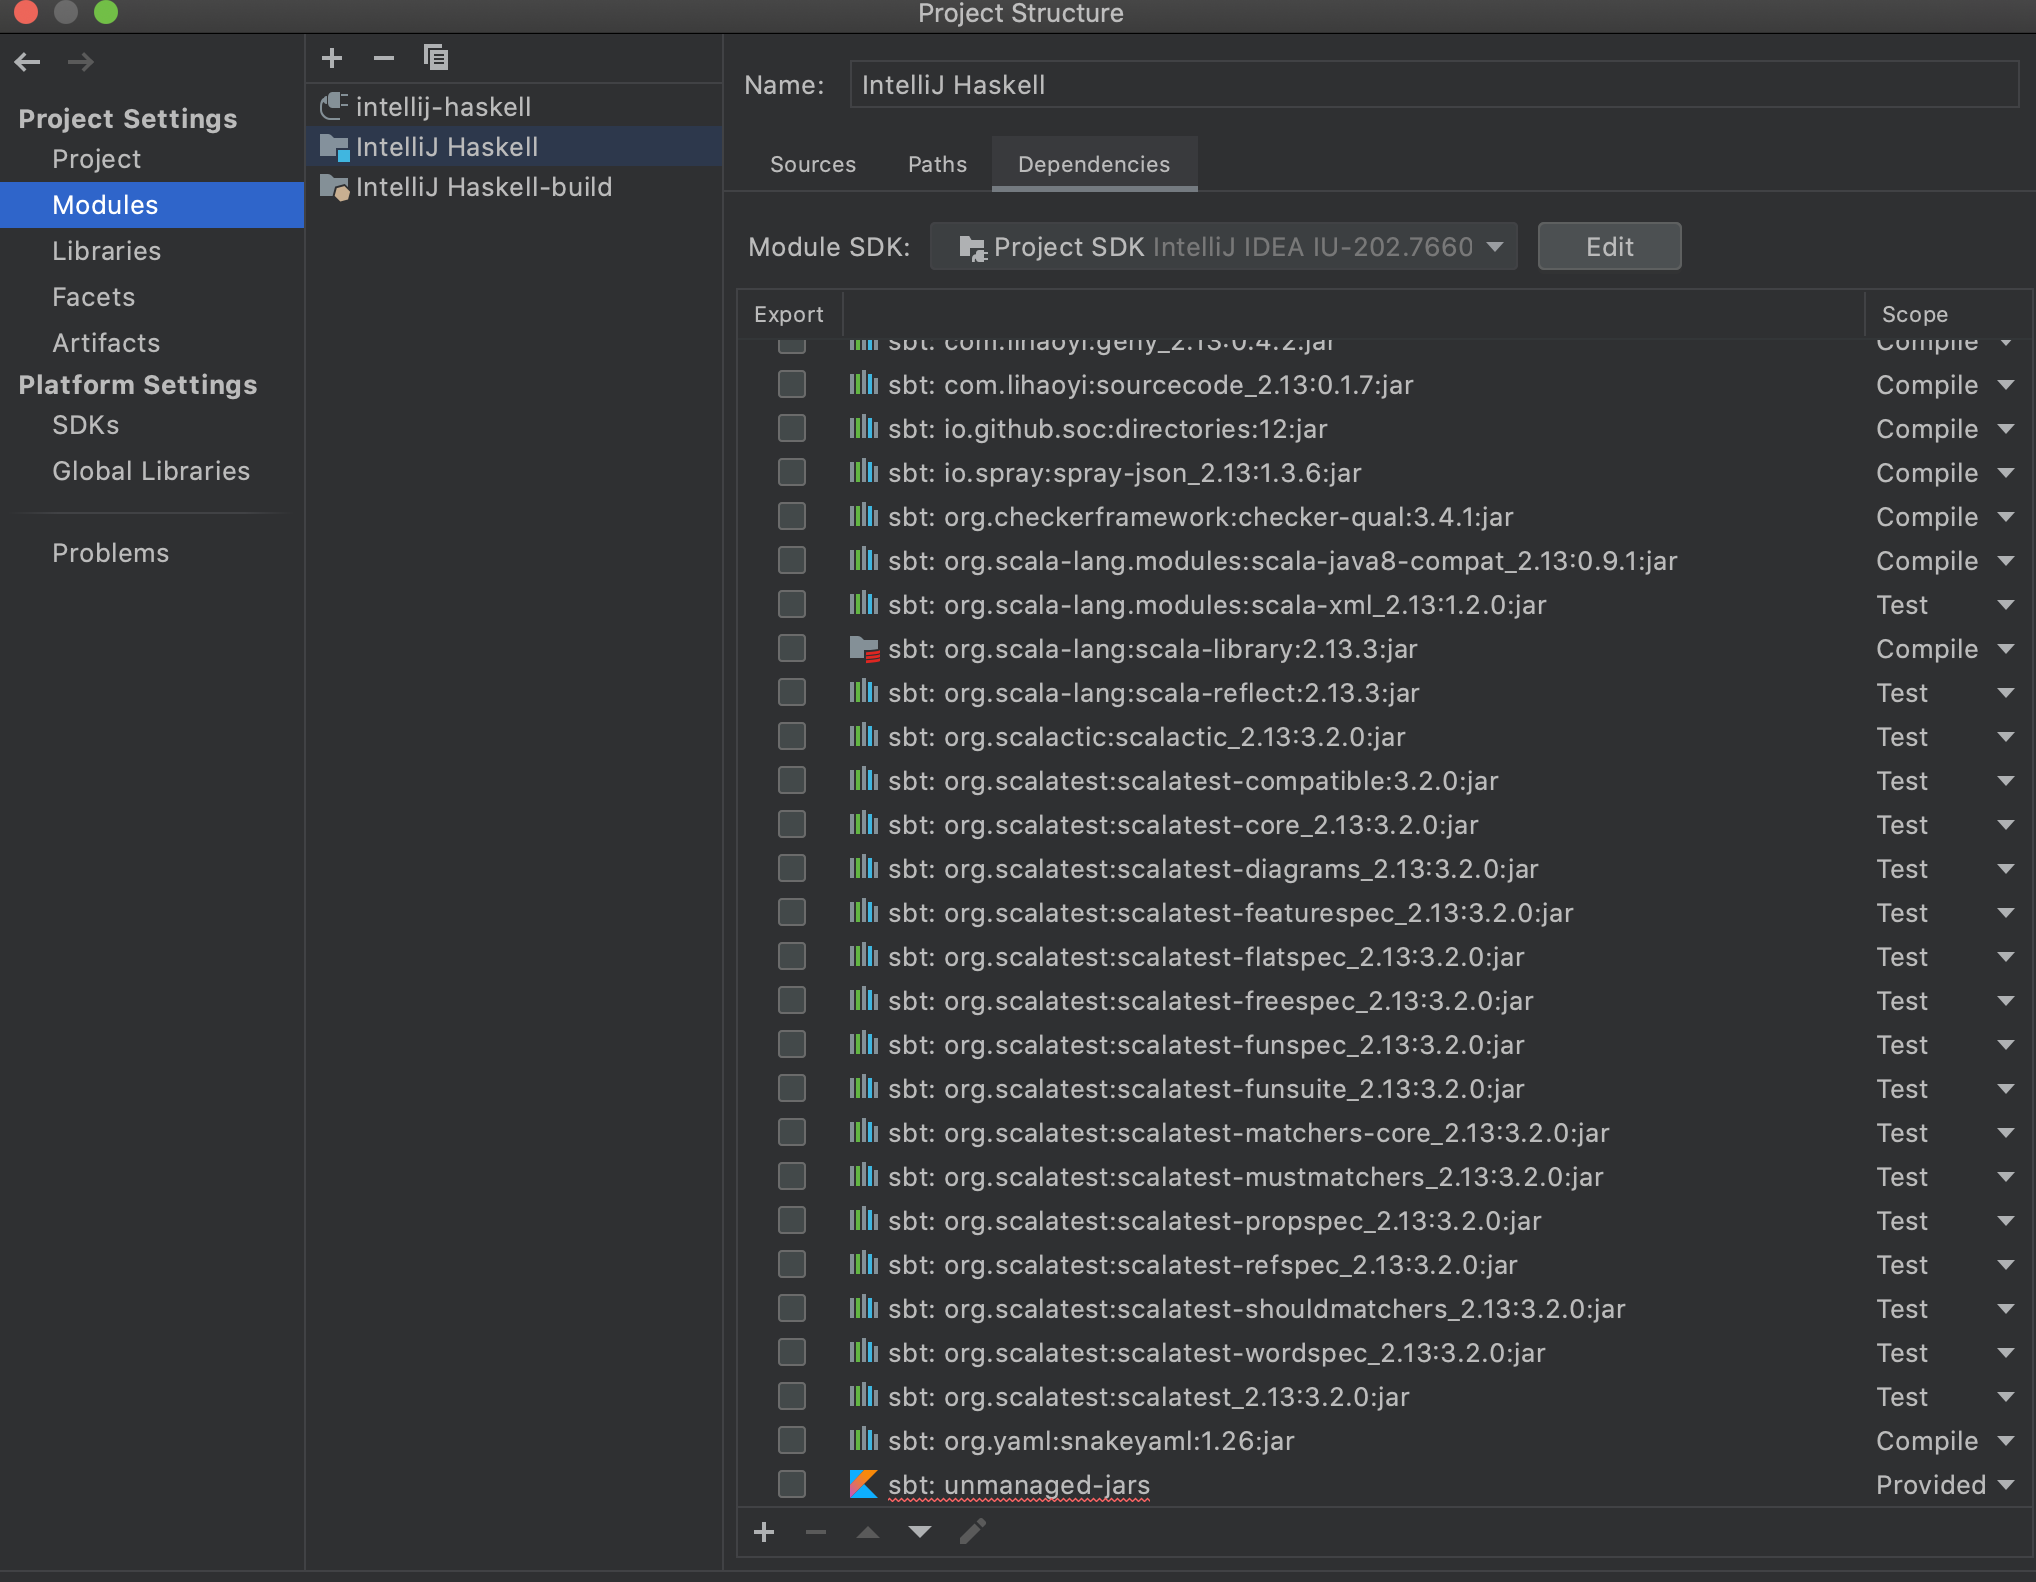 Project Structure
Project Settings
Project
Modules
Libraries
Facets
Artifacts
Platform Settings
SDKs
Global Libraries
Problems
intellij-haskell
IntelliJ Haskell
IntelliJ Haskell-build
Name: IntelliJ Haskell
Sources Paths Dependencies
Module SDK: Project SDK IntelliJ IDEA IU-202.7660 Edit
Export Scope
sbt: com.lihaoyi:geny_2.13:0.4.2:jar Compile
sbt: com.lihaoyi:sourcecode_2.13:0.1.7:jar Compile
sbt: io.github.soc:directories:12:jar Compile
sbt: io.spray:spray-json_2.13:1.3.6:jar Compile
sbt: org.checkerframework:checker-qual:3.4.1:jar Compile
sbt: org.scala-lang.modules:scala-java8-compat_2.13:0.9.1:jar Compile
sbt: org.scala-lang.modules:scala-xml_2.13:1.2.0:jar Test
sbt: org.scala-lang:scala-library:2.13.3:jar Compile
sbt: org.scala-lang:scala-reflect:2.13.3:jar Test
sbt: org.scalactic:scalactic_2.13:3.2.0:jar Test
sbt: org.scalatest:scalatest-compatible:3.2.0:jar Test
sbt: org.scalatest:scalatest-core_2.13:3.2.0:jar Test
sbt: org.scalatest:scalatest-diagrams_2.13:3.2.0:jar Test
sbt: org.scalatest:scalatest-featurespec_2.13:3.2.0:jar Test
sbt: org.scalatest:scalatest-flatspec_2.13:3.2.0:jar Test
sbt: org.scalatest:scalatest-freespec_2.13:3.2.0:jar Test
sbt: org.scalatest:scalatest-funspec_2.13:3.2.0:jar Test
sbt: org.scalatest:scalatest-funsuite_2.13:3.2.0:jar Test
sbt: org.scalatest:scalatest-matchers-core_2.13:3.2.0:jar Test
sbt: org.scalatest:scalatest-mustmatchers_2.13:3.2.0:jar Test
sbt: org.scalatest:scalatest-propspec_2.13:3.2.0:jar Test
sbt: org.scalatest:scalatest-refspec_2.13:3.2.0:jar Test
sbt: org.scalatest:scalatest-shouldmatchers_2.13:3.2.0:jar Test
sbt: org.scalatest:scalatest-wordspec_2.13:3.2.0:jar Test
sbt: org.scalatest:scalatest_2.13:3.2.0:jar Test
sbt: org.yaml:snakeyaml:1.26:jar Compile
sbt: unmanaged-jars Provided